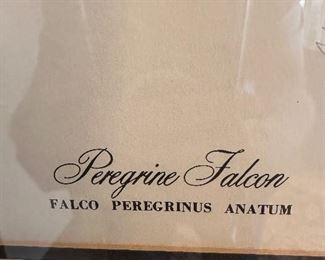 Peregrine Falcon
FALCO PEREGRINUS ANATUM